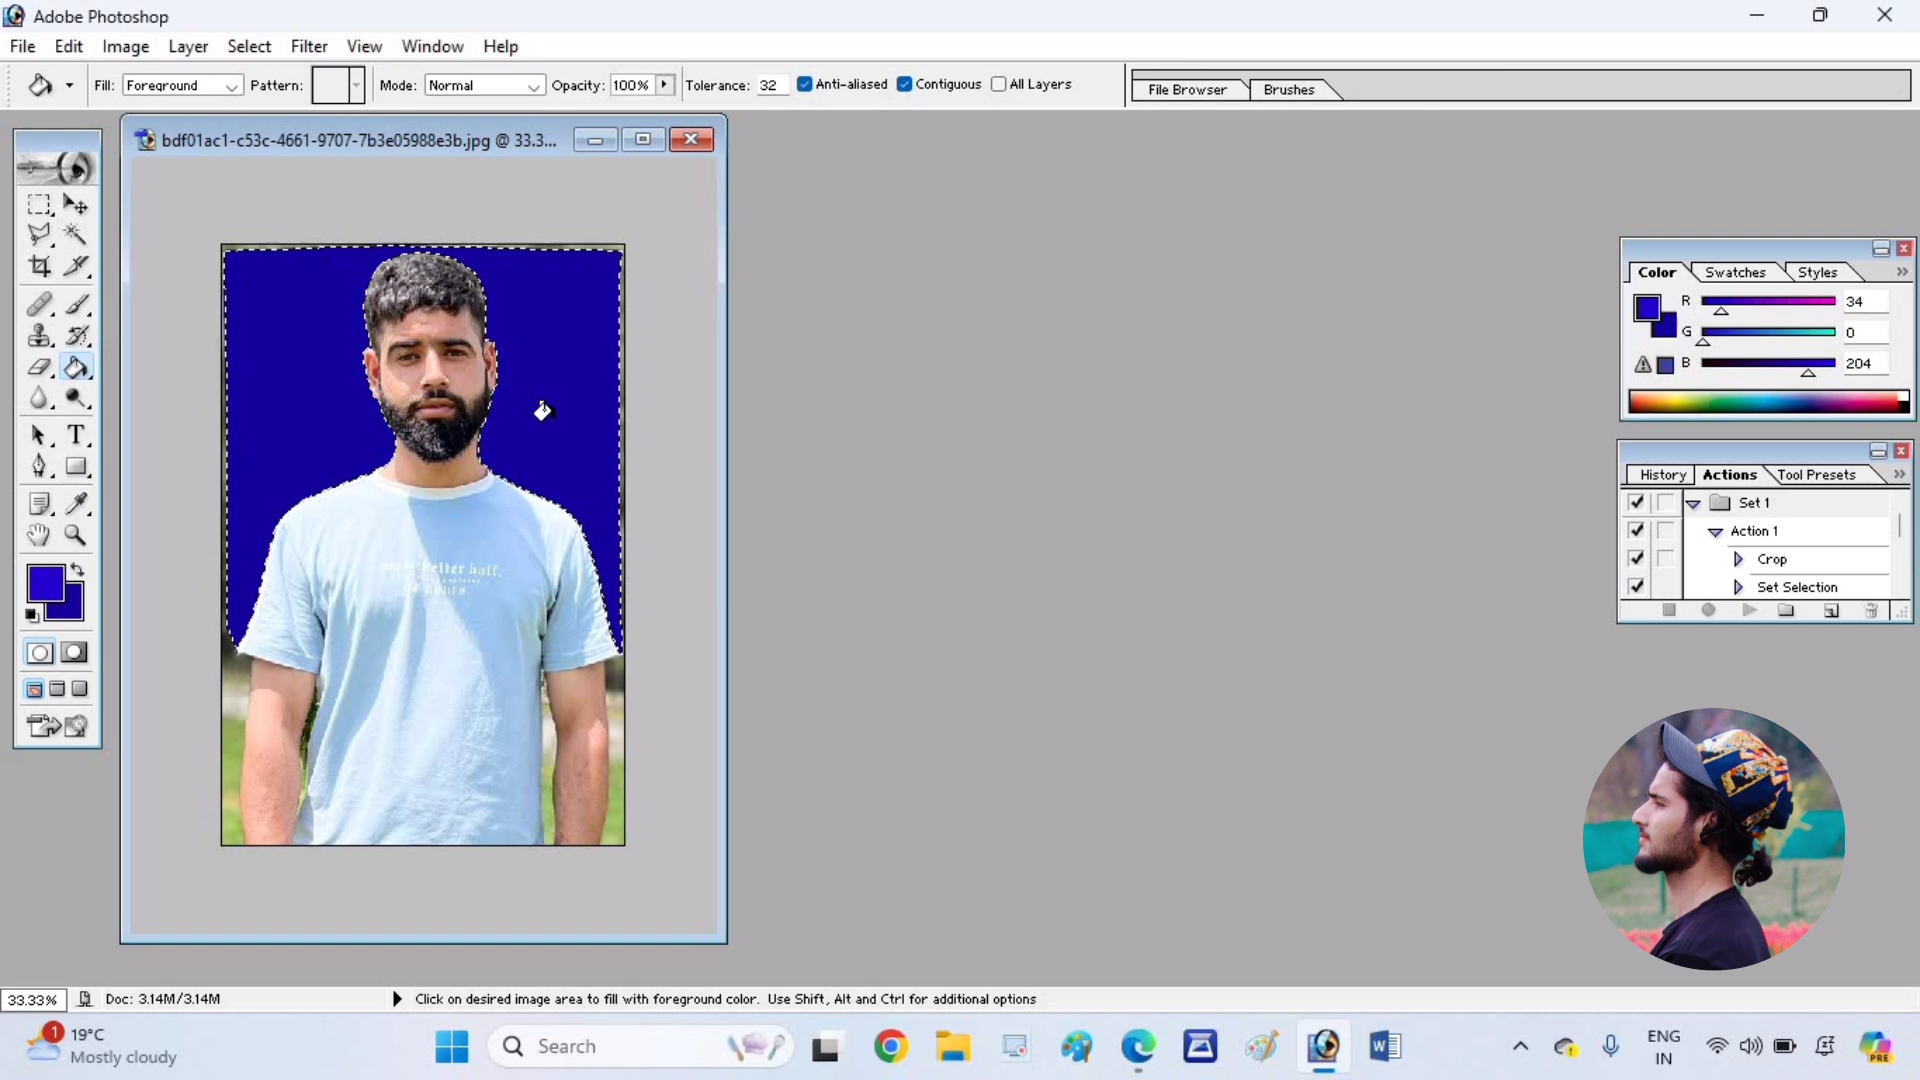 Adobe Photoshop
File Edit Image Layer Select Filter View Window Help
Fill: Foreground Pattern: Mode: Normal Opacity: 100% Tolerance: 32 Anti-aliased Contiguous All Layers File Browser Brushes
bdf01ac1-c53c-4661-9707-7b3e05988e3b.jpg @ 33.3...
Color Swatches Styles
R 34
G 0
B 204
History Actions Tool Presets
Set 1
Action 1
Crop
Set Selection
33.33% Doc: 3.14M/3.14M Click on desired image area to fill with foreground color. Use Shift, Alt and Ctrl for additional options
1 19°C
Mostly cloudy
Search
ENG
IN
PRE